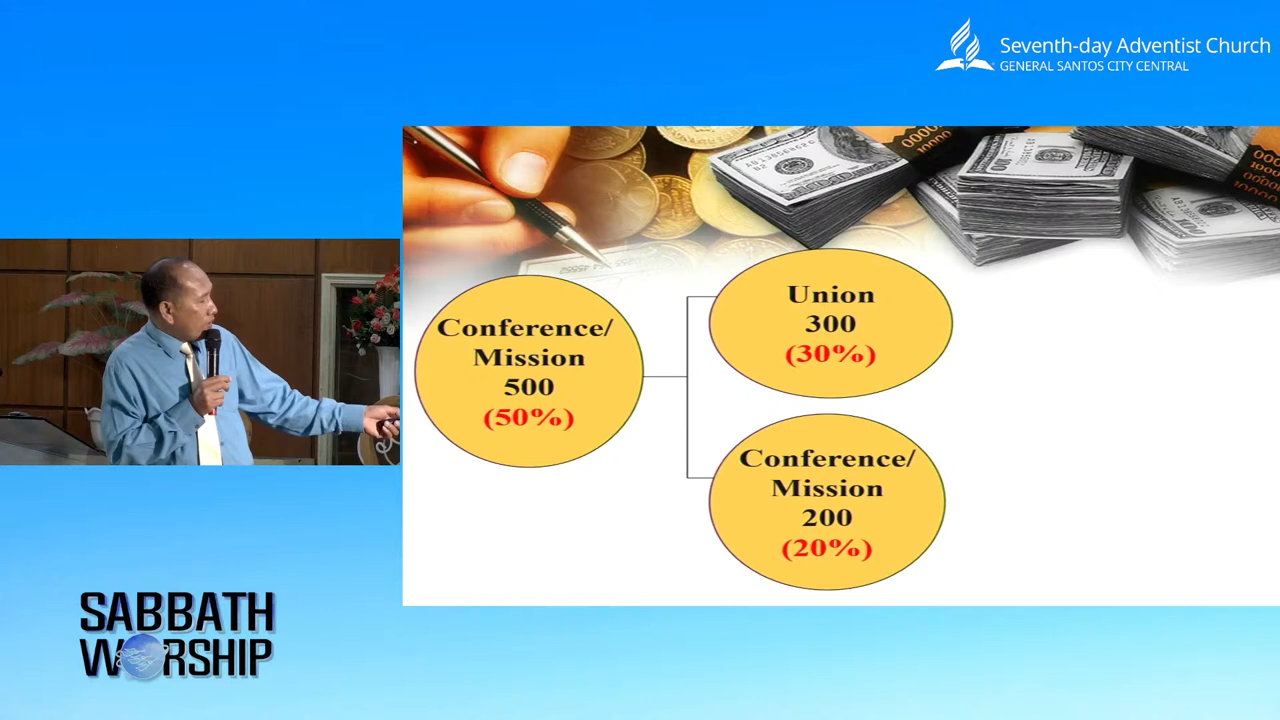 Seventh-day Adventist Church
GENERAL SANTOS CITY CENTRAL
Conference/
Mission
500
(50%)
Union
300
(30%)
Conference/
Mission
200
(20%)
SABBATH
WORSHIP